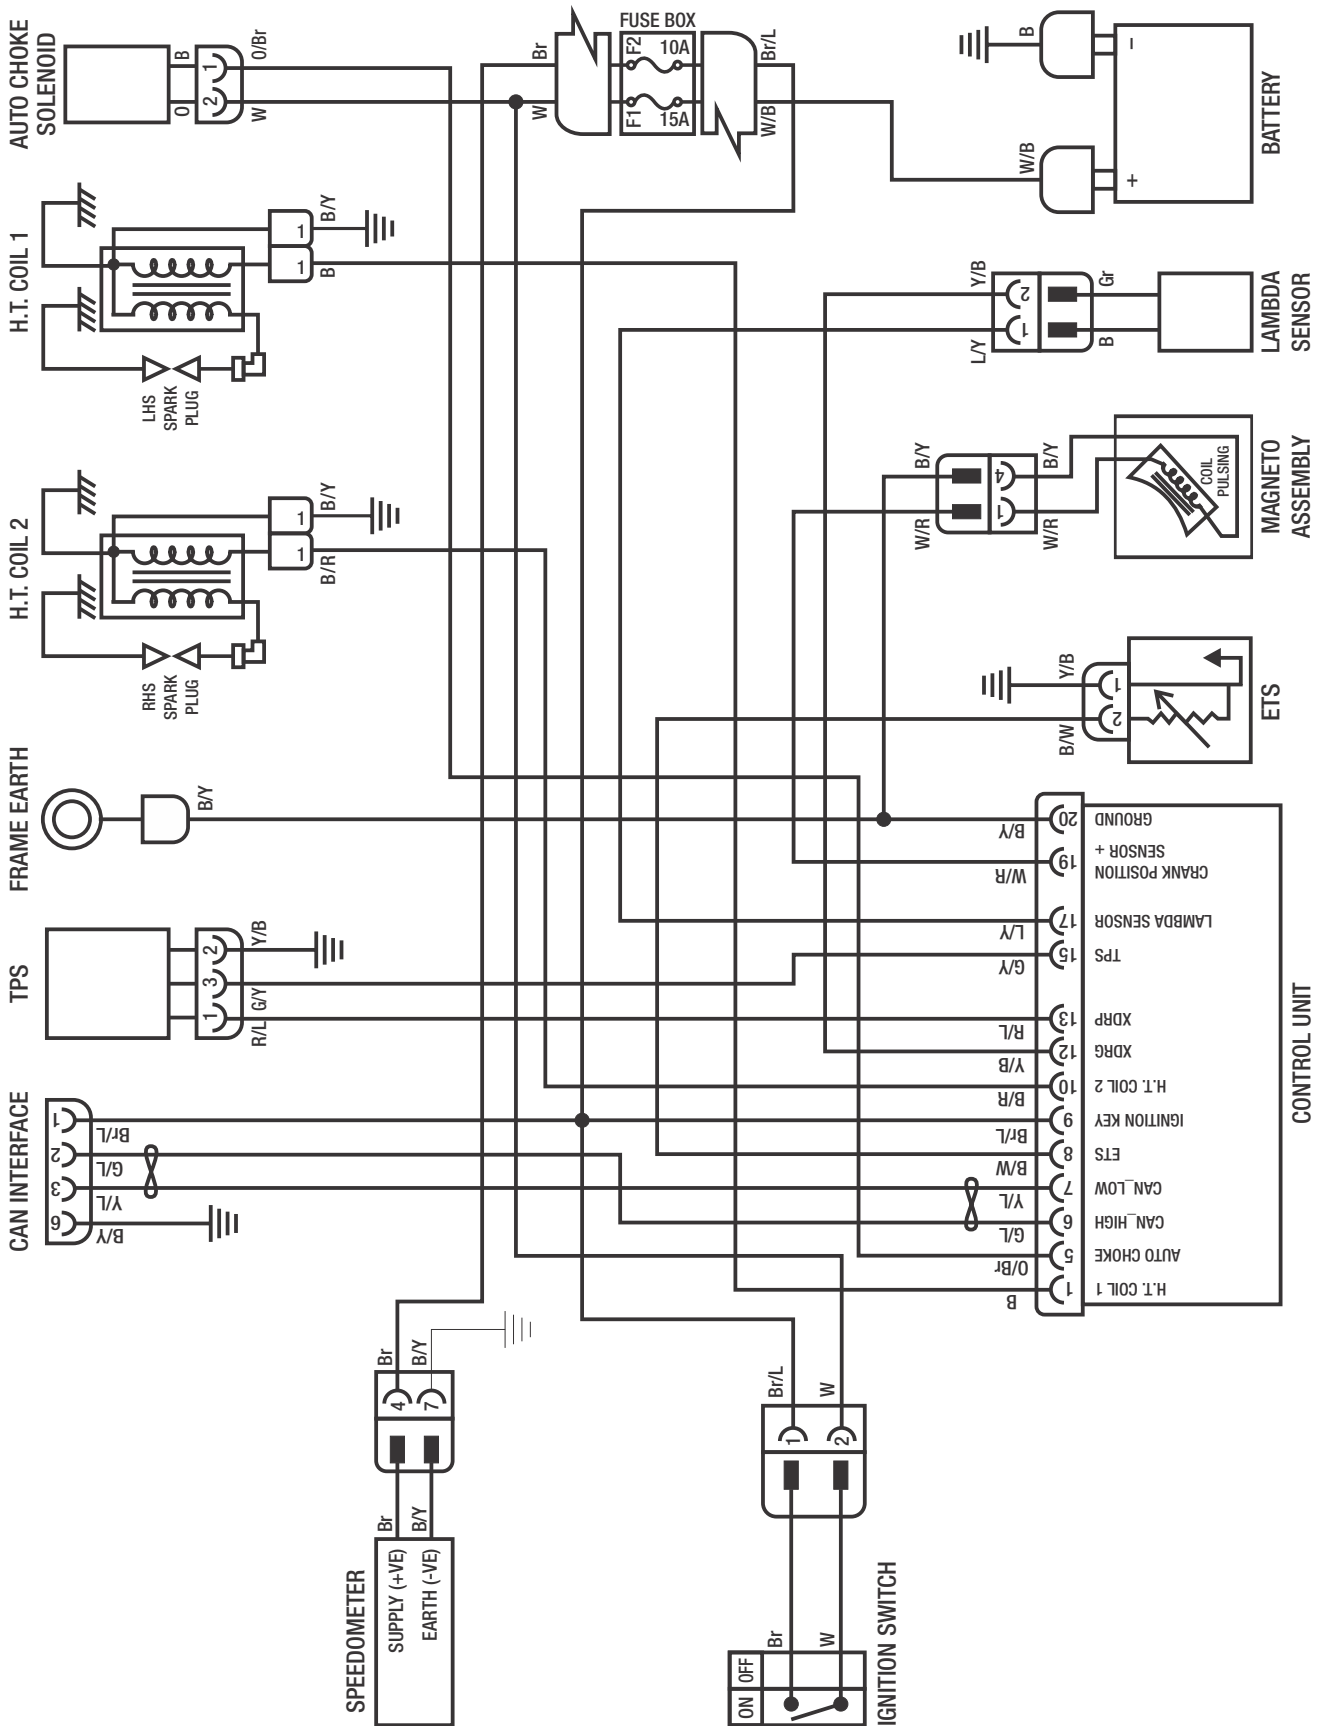 AUTO CHOKE
SOLENOID
B
O
1
2
O/Br
W
Br
W
FUSE BOX
F2
10A
F1
15A
Br/L
W/B
B
-
W/B
+
BATTERY
H.T. COIL 1
1
B/Y
1
B
LHS
SPARK
PLUG
Y/B
2
L/Y
1
Gr
B
LAMBDA
SENSOR
H.T. COIL 2
1
B/Y
1
B/R
RHS
SPARK
PLUG
B/Y
W/R
4
1
B/Y
W/R
COIL
PULSING
MAGNETO
ASSEMBLY
Y/B
1
B/W
2
ETS
FRAME EARTH
B/Y
TPS
2
3
1
Y/B
G/Y
R/L
CAN INTERFACE
1
2
3
6
Br/L
G/L
Y/L
B/Y
B/Y
20
GROUND
W/R
19
CRANK POSITION
SENSOR +
L/Y
17
LAMBDA SENSOR
G/Y
15
TPS
R/L
13
XDRP
Y/B
12
XDRG
B/R
10
H.T. COIL 2
Br/L
9
IGNITION KEY
B/W
8
ETS
Y/L
7
CAN_LOW
G/L
6
CAN_HIGH
O/Br
5
AUTO CHOKE
B
1
H.T. COIL 1
CONTROL UNIT
SPEEDOMETER
SUPPLY (+VE)
EARTH (-VE)
Br
B/Y
4
7
Br
B/Y
Br/L
W
1
2
Br
W
ON
OFF
IGNITION SWITCH